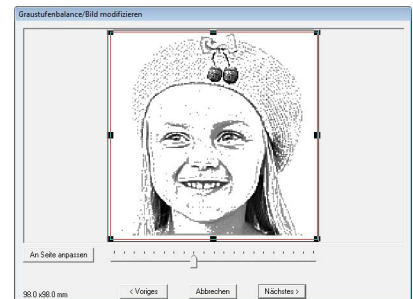 Graustufenbalance/Bild modifizieren
An Seite anpassen
98.0 x98.0 mm
< Voriges
Abbrechen
Nächstes >